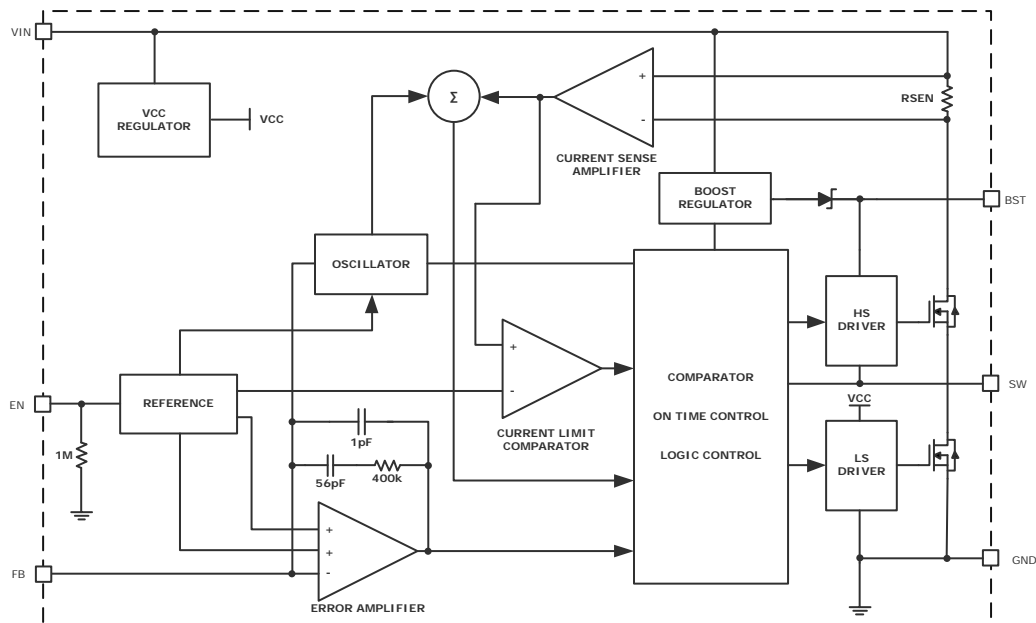 VIN
+
RSEN
Σ
VCC
REGULATOR
VCC
-
CURRENT SENSE
AMPLIFIER
BOOST
REGULATOR
BST
OSCILLATOR
HS
DRIVER
+
COMPARATOR
SW
EN
REFERENCE
-
VCC
ON TIME CONTROL
1pF
CURRENT LIMIT
COMPARATOR
LOGIC CONTROL
1M
56pF
400k
LS
DRIVER
+
+
-
FB
GND
ERROR AMPLIFIER